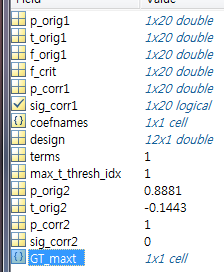 Field Value
p_orig1 1x20 double
t_orig1 1x20 double
f_orig1 1x20 double
f_crit 1x20 double
p_corr1 1x20 double
sig_corr1 1x20 logical
coefnames 1x1 cell
design 12x1 double
terms 1
max_t_thresh_idx 1
p_orig2 0.8881
t_orig2 -0.1443
p_corr2 1
sig_corr2 0
GT_maxt 1x1 cell